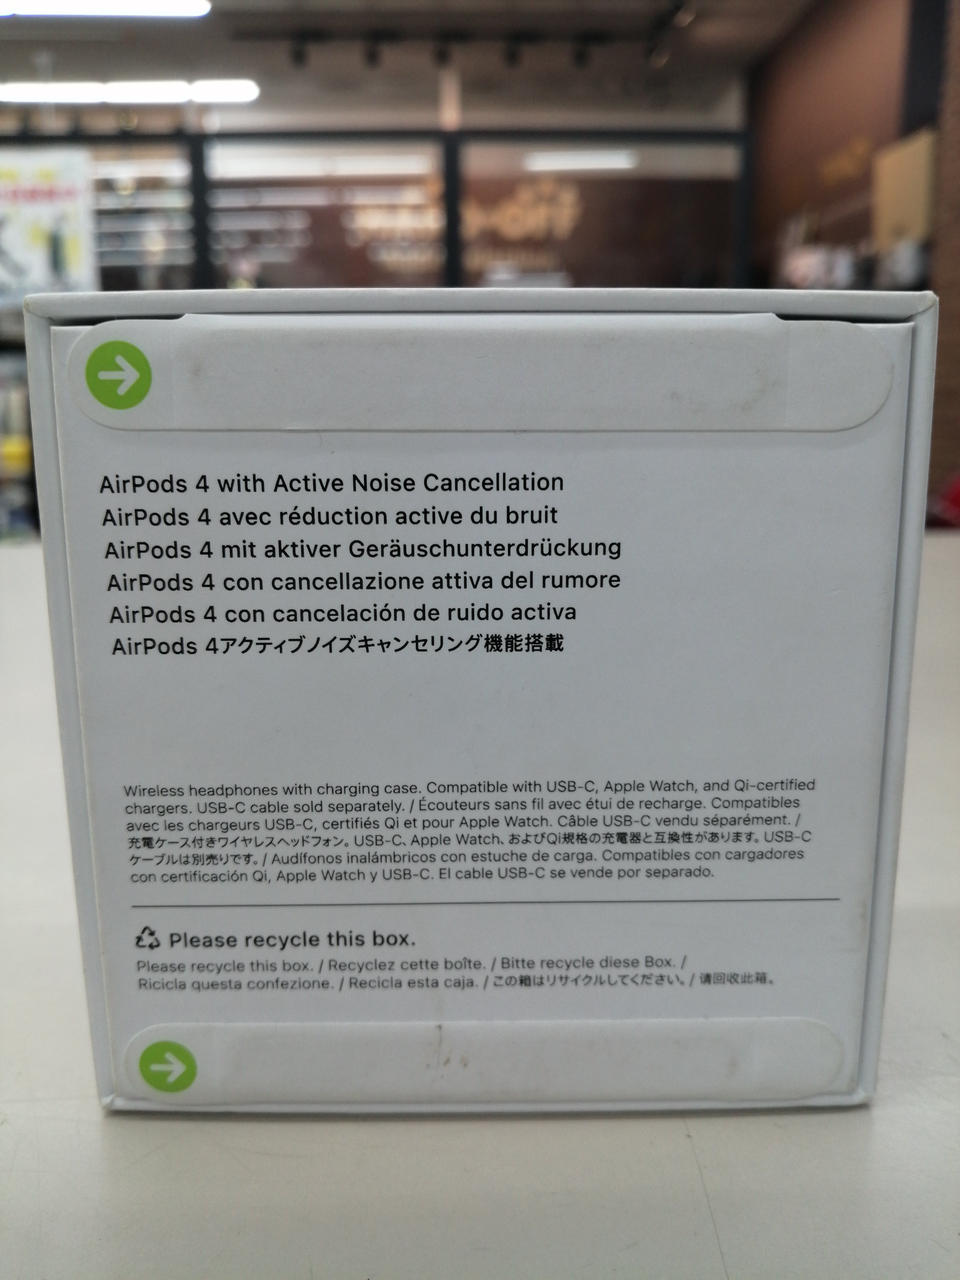 AirPods 4 with Active Noise Cancellation
AirPods 4 avec réduction active du bruit
AirPods 4 mit aktiver Geräuschunterdrückung
AirPods 4 con cancellazione attiva del rumore
AirPods 4 con cancelación de ruido activa
AirPods 4アクティブノイズキャンセリング機能搭載
Wireless headphones with charging case. Compatible with USB-C, Apple Watch, and Qi-certified
chargers. USB-C cable sold separately. / Écouteurs sans fil avec étui de recharge. Compatibles
avec les chargeurs USB-C, certifiés Qi et pour Apple Watch. Câble USB-C vendu séparément. /
充電ケース付きワイヤレスヘッドフォン。USB-C、Apple Watch、およびQi規格の充電器と互換性があります。USB-C
ケーブルは別売りです。/ Audífonos inalámbricos con estuche de carga. Compatibles con cargadores
con certificación Qi, Apple Watch y USB-C. El cable USB-C se vende por separado.
Please recycle this box.
Please recycle this box. / Recyclez cette boîte. / Bitte recycle diese Box. /
Ricicla questa confezione. / Recicla esta caja. / この箱はリサイクルしてください。/ 请回收此箱。